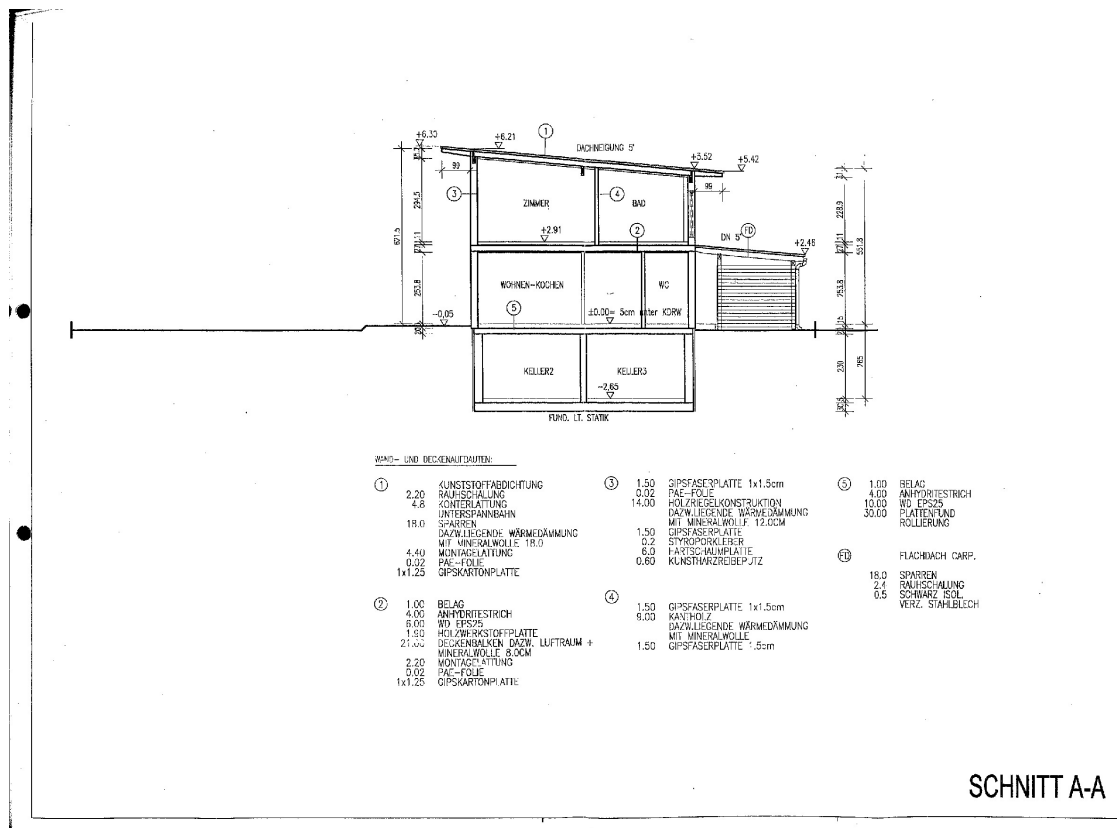 +6.30
+6.21
1
DACHNEIGUNG 5°
+5.42
90
99
3
ZIMMER
4
BAD
294.5
228.9
671.5
551.8
+2.91
2
DN 5°
FD
+2.46
WOHNEN-KOCHEN
WC
253.8
253.8
5
-0,05
±0.00= 5cm unter KDRW
KELLER2
KELLER3
-2,65
230
265
FUND. LT. STATIK
WAND- UND DECKENAUFBAUTEN:
1
KUNSTSTOFFABDICHTUNG
2.20 RAUHSCHALUNG
4.8 KONTERLATTUNG
UNTERSPANNBAHN
18.0 SPARREN
DAZW.LIEGENDE WÄRMEDÄMMUNG
MIT MINERALWOLLE 18.0
4.40 MONTAGELATTUNG
0.02 PAE-FOLIE
1x1.25 GIPSKARTONPLATTE
2
1.00 BELAG
4.00 ANHYDRITESTRICH
6.00 WD EPS25
1.90 HOLZWERKSTOFFPLATTE
21.00 DECKENBALKEN DAZW. LUFTRAUM +
MINERALWOLLE 8.0CM
2.20 MONTAGELATTUNG
0.02 PAE-FOLIE
1x1.25 GIPSKARTONPLATTE
3
1.50 GIPSFASERPLATTE 1x1.5cm
0.02 PAE-FOLIE
14.00 HOLZRIEGELKONSTRUKTION
DAZW.LIEGENDE WÄRMEDÄMMUNG
MIT MINERALWOLLE 12.0CM
1.50 GIPSFASERPLATTE
0.2 STYROPORKLEBER
6.0 HARTSCHAUMPLATTE
0.60 KUNSTHARZREIBEPUTZ
4
1.50 GIPSFASERPLATTE 1x1.5cm
9.00 KANTHOLZ
DAZW.LIEGENDE WÄRMEDÄMMUNG
MIT MINERALWOLLE
1.50 GIPSFASERPLATTE 1.5cm
5
1.00 BELAG
4.00 ANHYDRITESTRICH
10.00 WD EPS25
30.00 PLATTENFUND
ROLLIERUNG
FD
FLACHDACH CARP.
18.0 SPARREN
2.4 RAUHSCHALUNG
0.5 SCHWARZ ISOL.
VERZ. STAHLBLECH
SCHNITT A-A